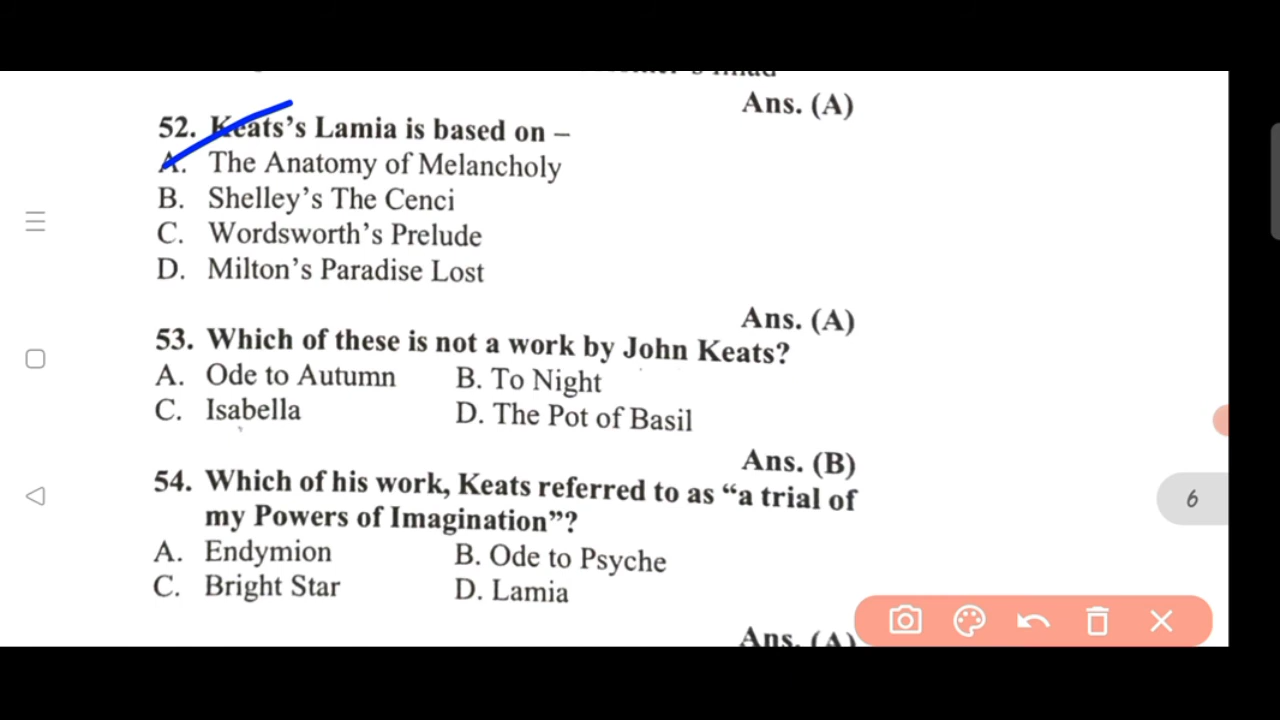 Ans. (A)
52. Keats's Lamia is based on –
A. The Anatomy of Melancholy
B. Shelley's The Cenci
C. Wordsworth's Prelude
D. Milton's Paradise Lost
Ans. (A)
53. Which of these is not a work by John Keats?
A. Ode to Autumn B. To Night
C. Isabella D. The Pot of Basil
Ans. (B)
54. Which of his work, Keats referred to as “a trial of
my Powers of Imagination”?
A. Endymion B. Ode to Psyche
C. Bright Star D. Lamia
Ans. (A)
6